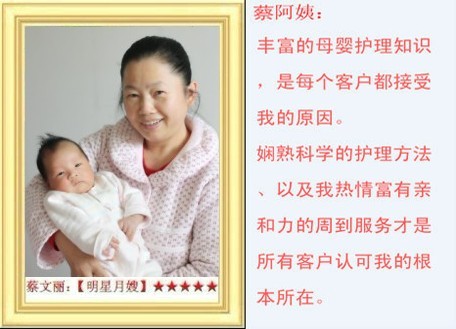 蔡文丽：【明星月嫂】★★★★★
蔡阿姨：
丰富的母婴护理知识
，是每个客户都接受
我的原因。
娴熟科学的护理方法
、以及我热情富有亲
和力的周到服务才是
所有客户认可我的根
本所在。